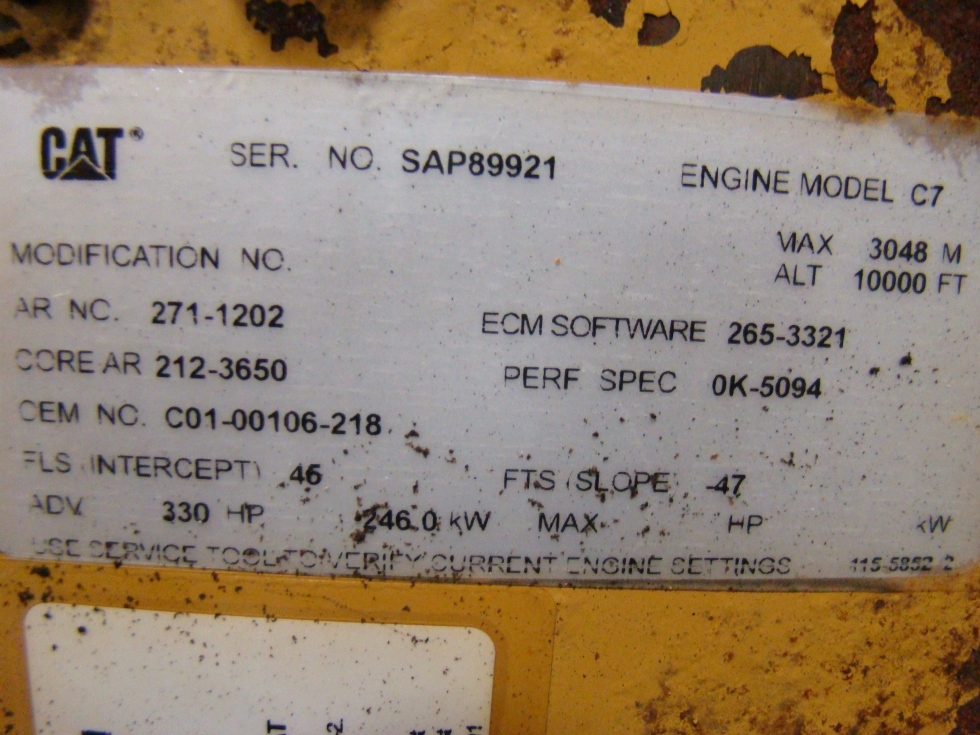 CAT® SER. NO. SAP89921 ENGINE MODEL C7
MODIFICATION NO. MAX 3048 M
ALT 10000 FT
AR NO. 271-1202 ECM SOFTWARE 265-3321
CORE AR 212-3650 PERF SPEC 0K-5094
OEM NO. C01-00106-218
FLS (INTERCEPT) 46 FTS (SLOPE) -47
ADV 330 HP 246.0 kW MAX HP kW
USE SERVICE TOOL TO VERIFY CURRENT ENGINE SETTINGS 115-5852 2